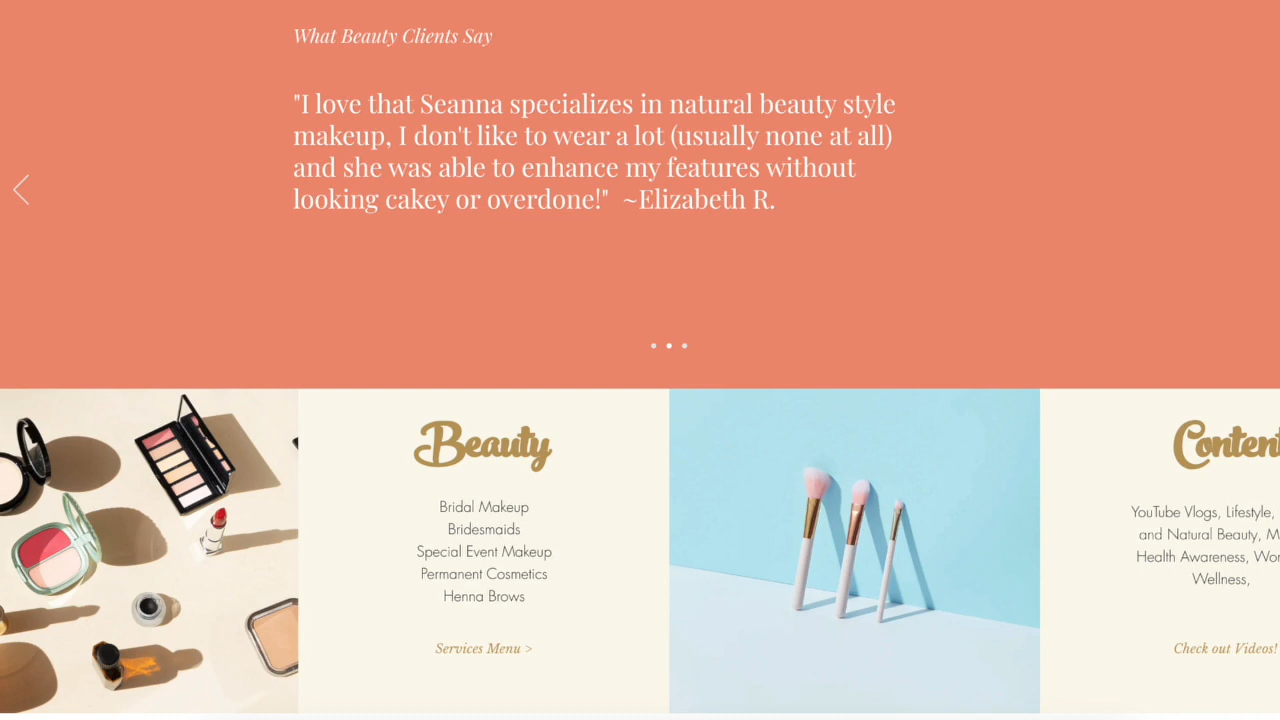 What Beauty Clients Say
"I love that Seanna specializes in natural beauty style
makeup, I don't like to wear a lot (usually none at all)
and she was able to enhance my features without
looking cakey or overdone!"  ~Elizabeth R.
Beauty
Bridal Makeup
Bridesmaids
Special Event Makeup
Permanent Cosmetics
Henna Brows
Services Menu >
Content
YouTube Vlogs, Lifestyle,
and Natural Beauty,
Health Awareness,
Wellness,
Check out Videos!